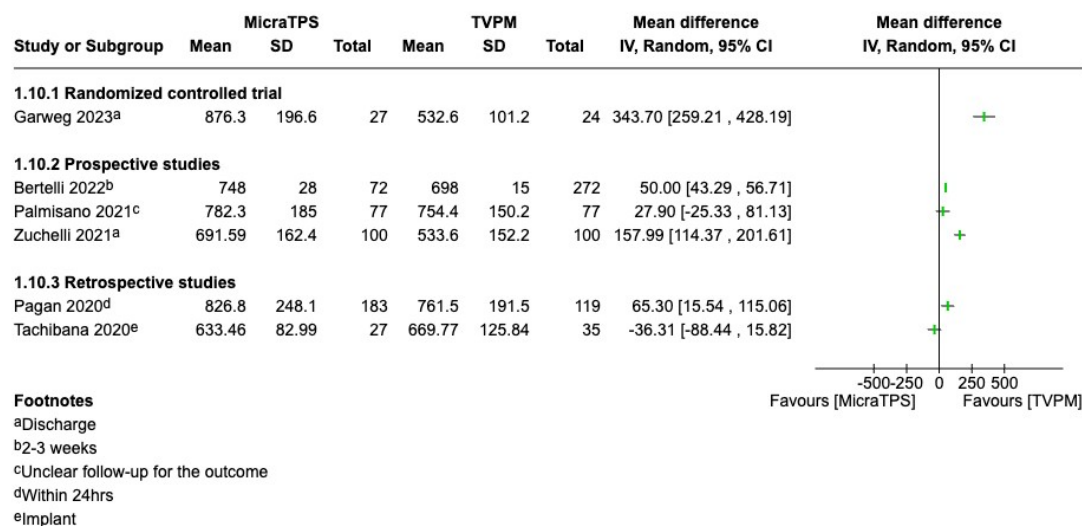 MicraTPS TVPM Mean difference Mean difference
Study or Subgroup Mean SD Total Mean SD Total IV, Random, 95% CI IV, Random, 95% CI
1.10.1 Randomized controlled trial
Garweg 2023a 876.3 196.6 27 532.6 101.2 24 343.70 [259.21 , 428.19]
1.10.2 Prospective studies
Bertelli 2022b 748 28 72 698 15 272 50.00 [43.29 , 56.71]
Palmisano 2021c 782.3 185 77 754.4 150.2 77 27.90 [-25.33 , 81.13]
Zuchelli 2021a 691.59 162.4 100 533.6 152.2 100 157.99 [114.37 , 201.61]
1.10.3 Retrospective studies
Pagan 2020d 826.8 248.1 183 761.5 191.5 119 65.30 [15.54 , 115.06]
Tachibana 2020e 633.46 82.99 27 669.77 125.84 35 -36.31 [-88.44 , 15.82]
-500 -250 0 250 500
Favours [MicraTPS] Favours [TVPM]
Footnotes
aDischarge
b2-3 weeks
cUnclear follow-up for the outcome
dWithin 24hrs
eImplant